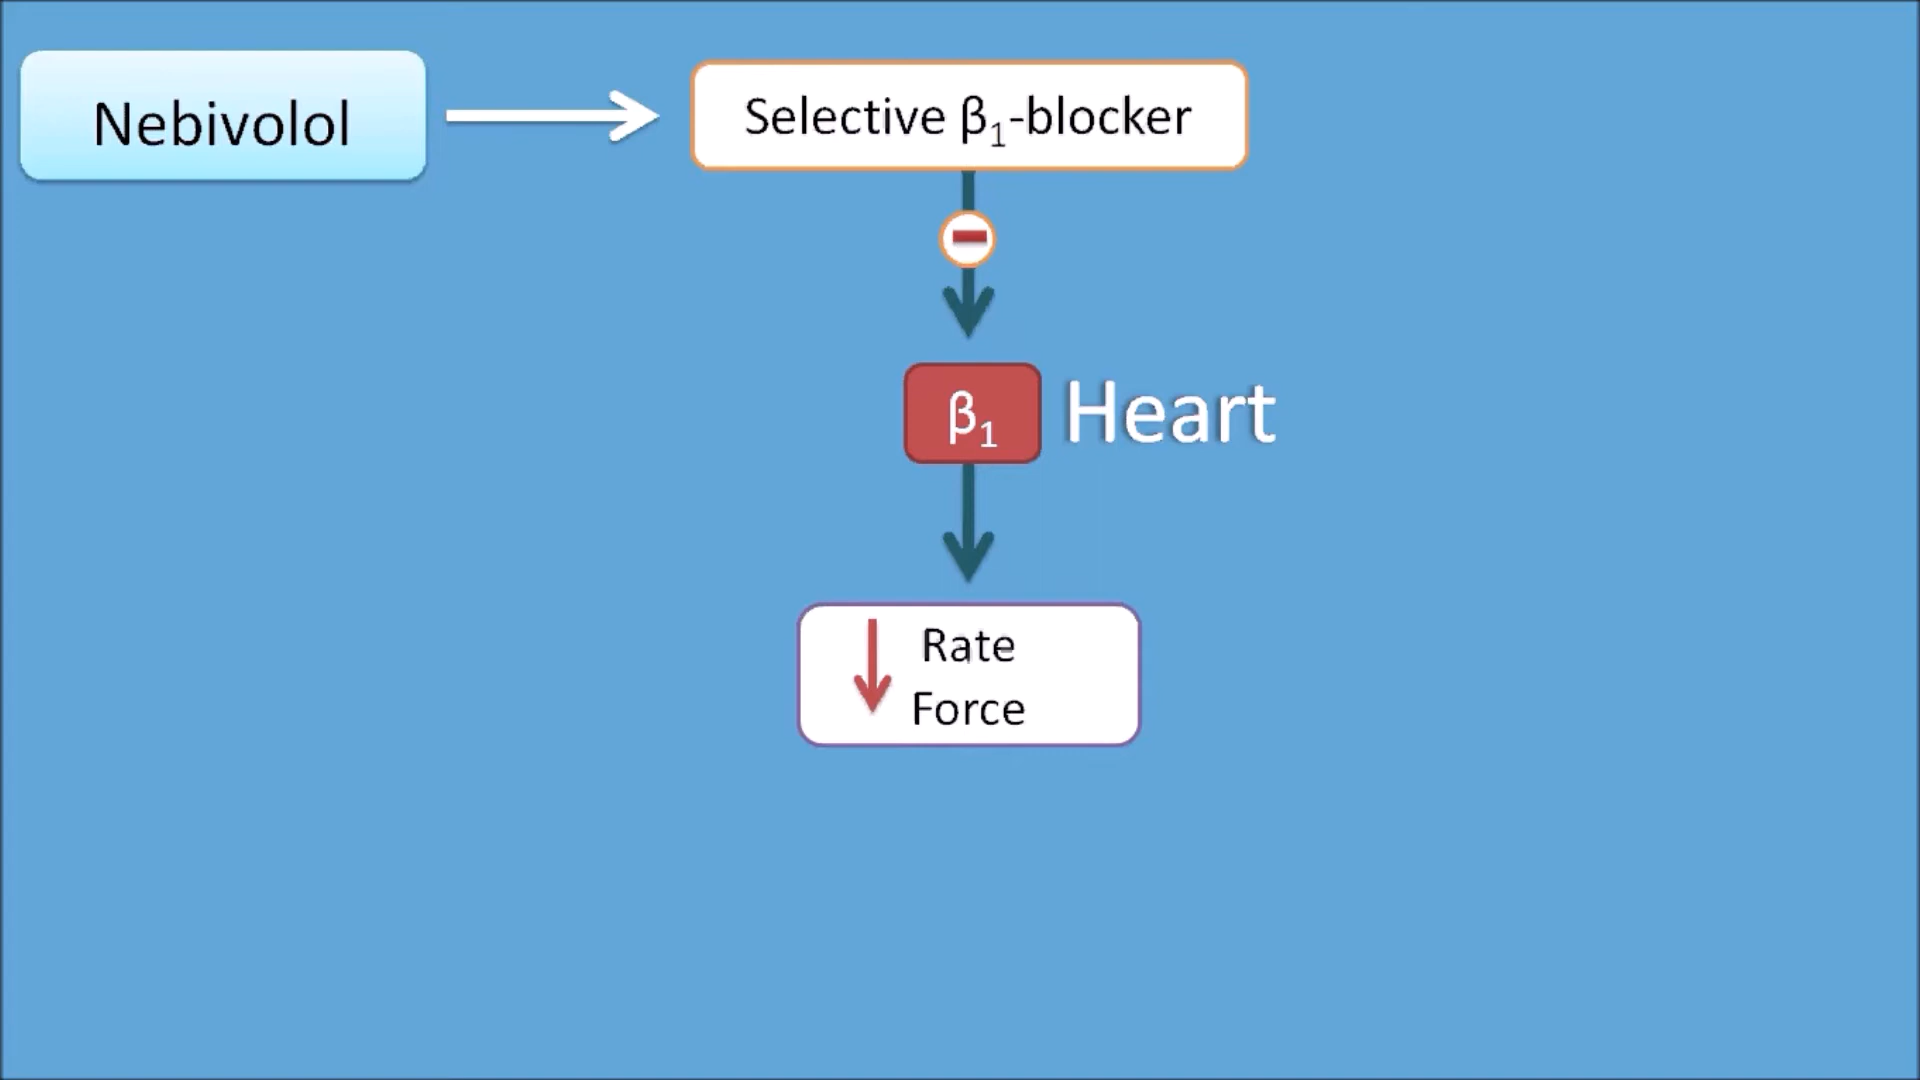 Nebivolol
Selective β₁-blocker
β₁
Heart
Rate
Force